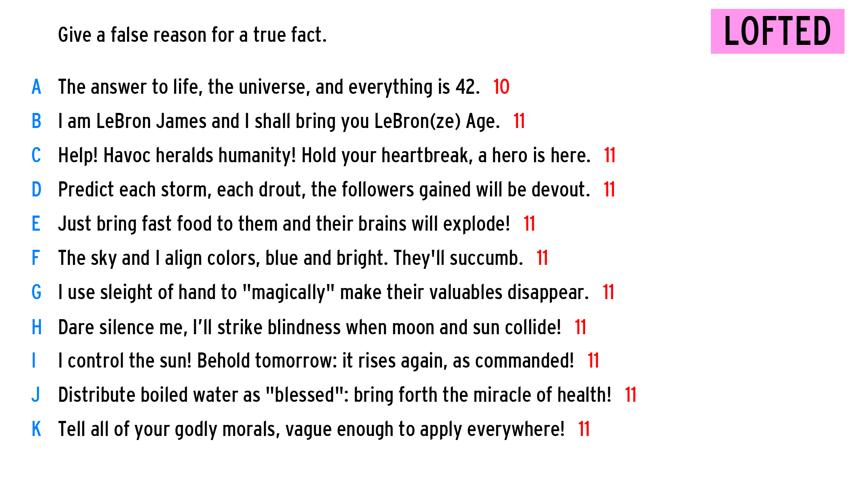 Give a false reason for a true fact.
LOFTED
A The answer to life, the universe, and everything is 42. 10
B I am LeBron James and I shall bring you LeBron(ze) Age. 11
C Help! Havoc heralds humanity! Hold your heartbreak, a hero is here. 11
D Predict each storm, each drout, the followers gained will be devout. 11
E Just bring fast food to them and their brains will explode! 11
F The sky and I align colors, blue and bright. They'll succumb. 11
G I use sleight of hand to "magically" make their valuables disappear. 11
H Dare silence me, I’ll strike blindness when moon and sun collide! 11
I I control the sun! Behold tomorrow: it rises again, as commanded! 11
J Distribute boiled water as "blessed": bring forth the miracle of health! 11
K Tell all of your godly morals, vague enough to apply everywhere! 11